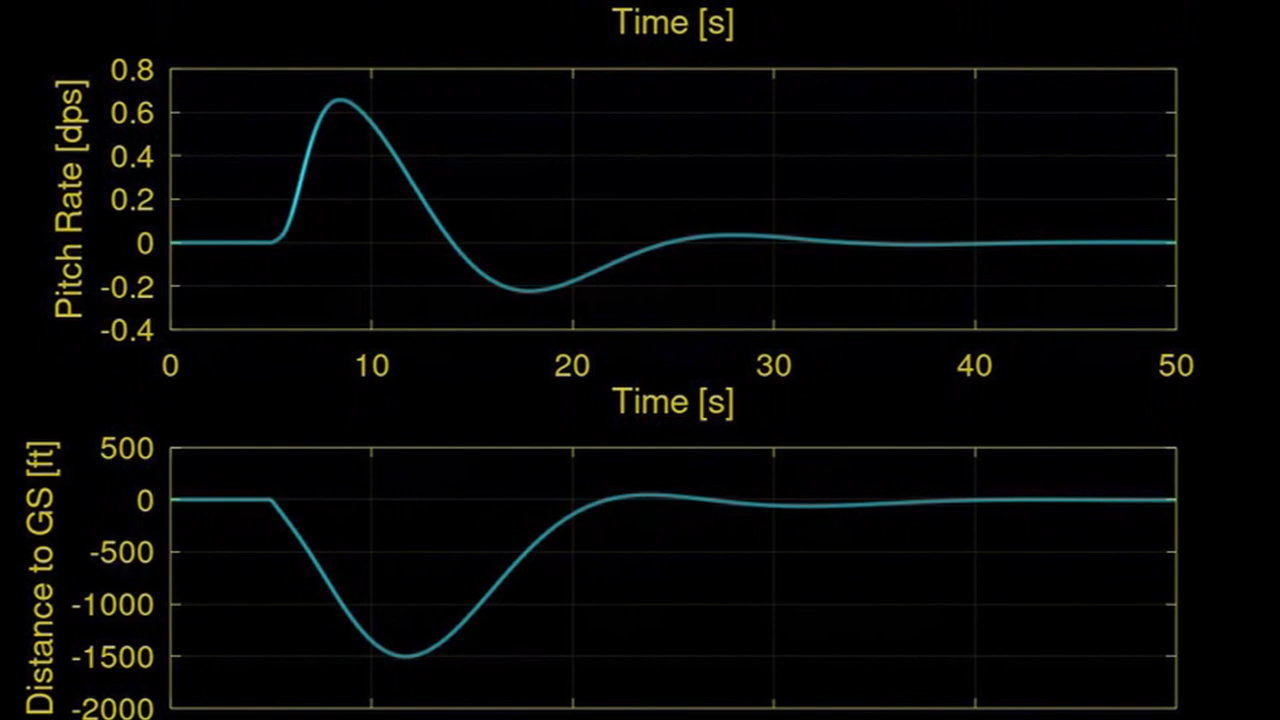 Time [s]
Pitch Rate [dps]
0.8
0.6
0.4
0.2
0
-0.2
-0.4
0 10 20 30 40 50
Time [s]
Distance to GS [ft]
500
0
-500
-1000
-1500
-2000